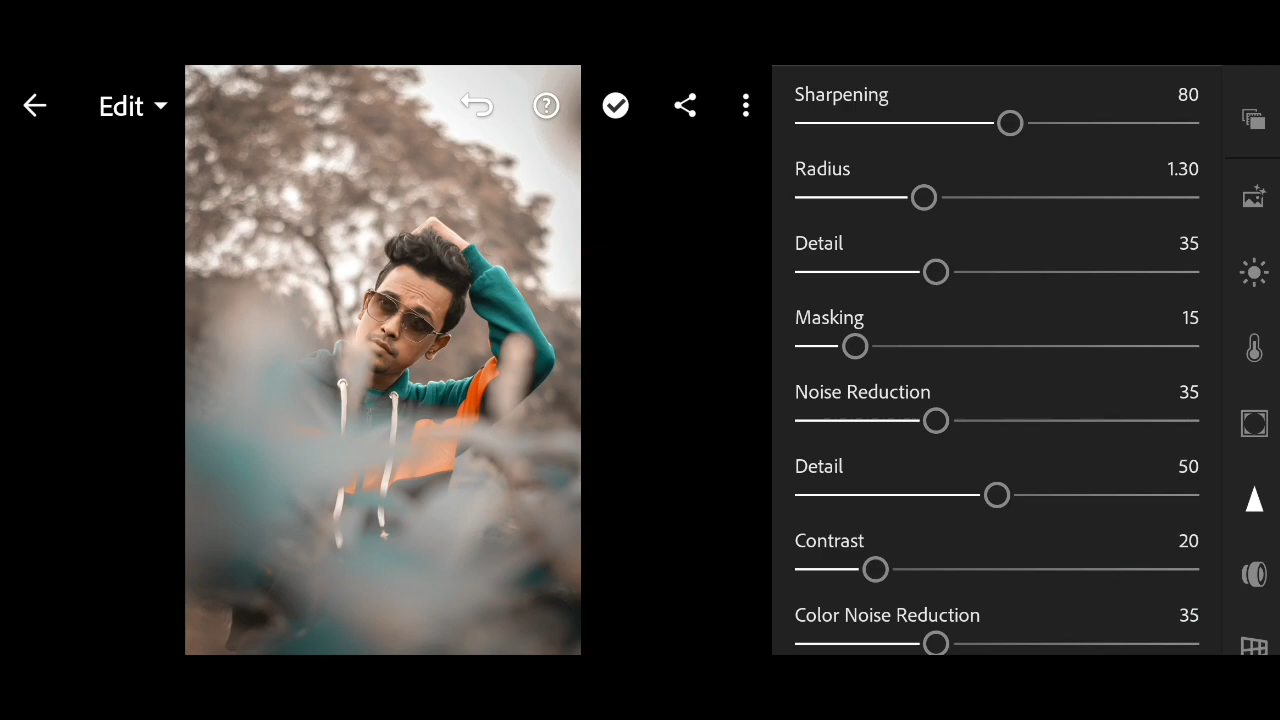 Edit
Sharpening 80
Radius 1.30
Detail 35
Masking 15
Noise Reduction 35
Detail 50
Contrast 20
Color Noise Reduction 35